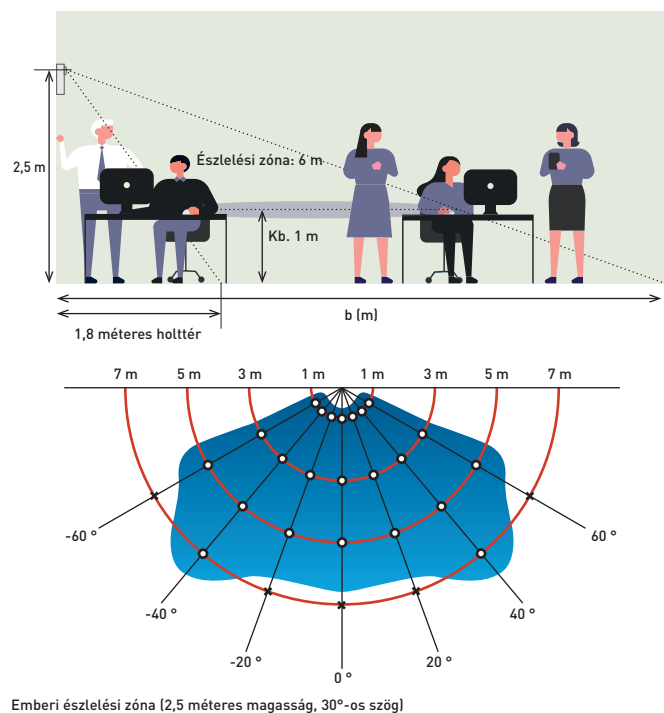 Észlelési zóna: 6 m
2,5 m
Kb. 1 m
b (m)
1,8 méteres holttér
7 m 5 m 3 m 1 m 1 m 3 m 5 m 7 m
-60 ° 60 °
-40 ° 40 °
-20 ° 20 °
0 °
Emberi észlelési zóna (2,5 méteres magasság, 30°-os szög)